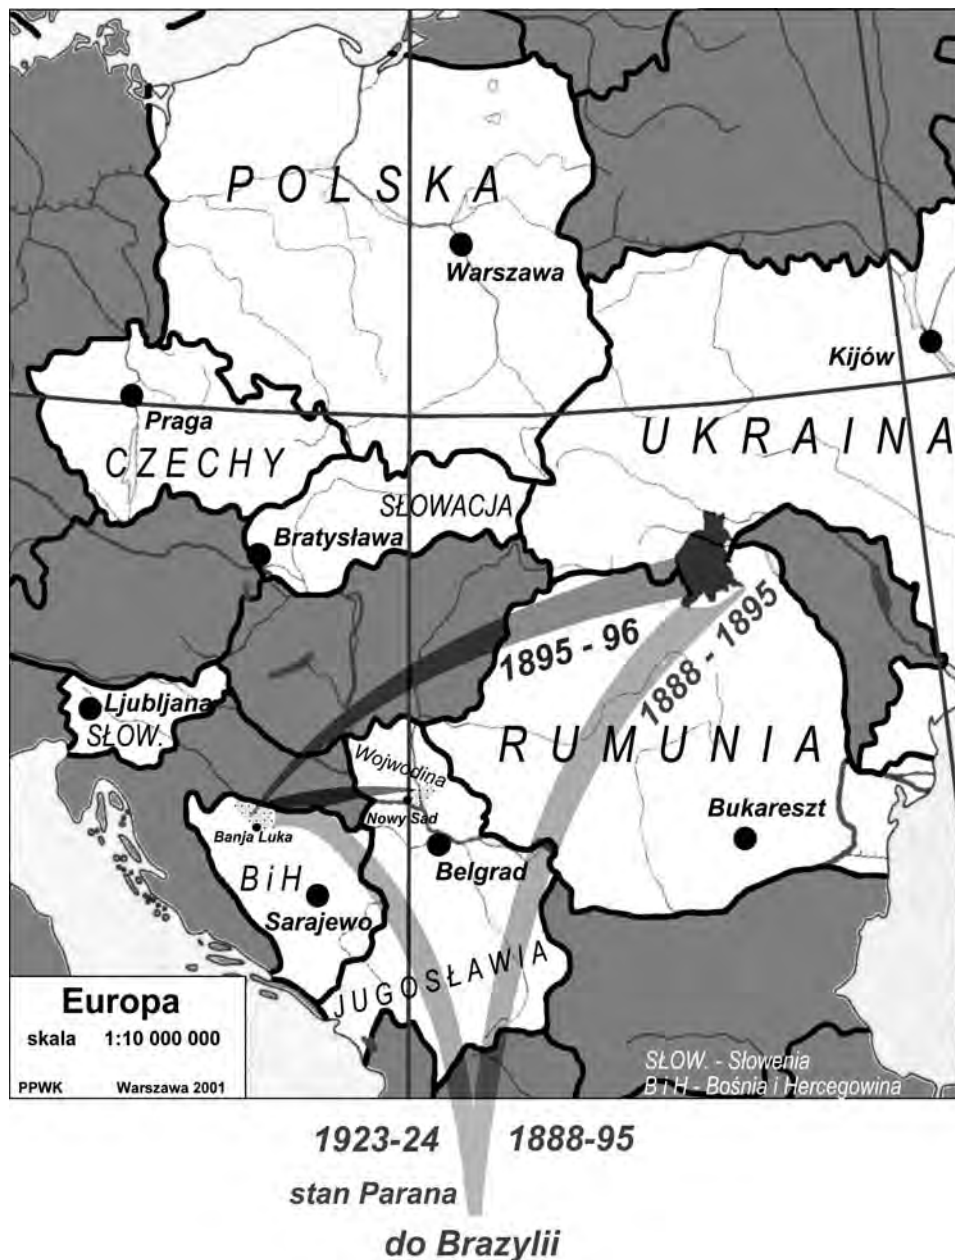 POLSKA
Warszawa
Kijów
Praga
UKRAINA
CZECHY
SŁOWACJA
Bratysława
1895 - 96
1888 - 1895
Ljubljana
SŁOW.
RUMUNIA
Wojwodina
Nowy Sad
Bukareszt
Banja Luka
Belgrad
BiH
Sarajewo
JUGOSŁAWIA
Europa
skala 1:10 000 000
PPWK Warszawa 2001
SŁOW. - Słowenia
B i H - Bośnia i Hercegowina
1923-24 1888-95
stan Parana
do Brazylii